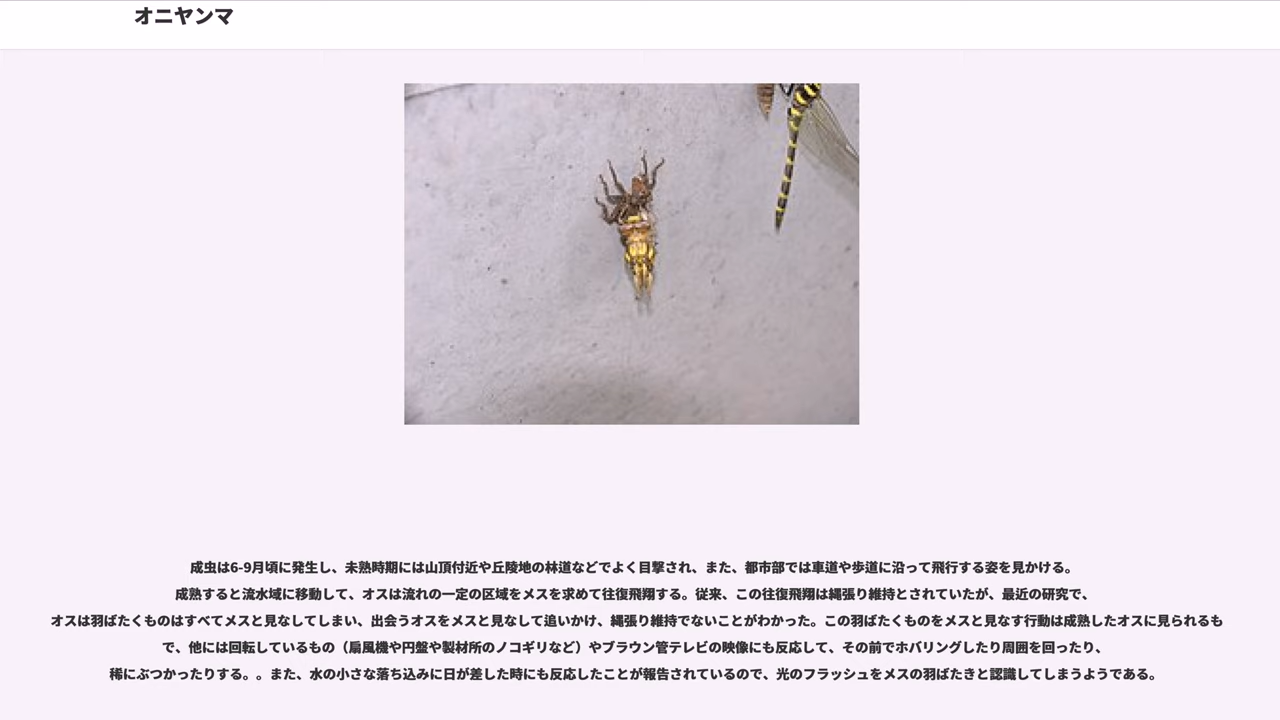 オニヤンマ
成虫は6-9月頃に発生し、未熟時期には山頂付近や丘陵地の林道などでよく目撃され、また、都市部では車道や歩道に沿って飛行する姿を見かける。
成熟すると流水域に移動して、オスは流れの一定の区域をメスを求めて往復飛翔する。従来、この往復飛翔は縄張り維持とされていたが、最近の研究で、
オスは羽ばたくものはすべてメスと見なしてしまい、出会うオスをメスと見なして追いかけ、縄張り維持でないことがわかった。この羽ばたくものをメスと見なす行動は成熟したオスに見られるも
で、他には回転しているもの（扇風機や円盤や製材所のノコギリなど）やブラウン管テレビの映像にも反応して、その前でホバリングしたり周囲を回ったり、
稀にぶつかったりする。。また、水の小さな落ち込みに日が差した時にも反応したことが報告されているので、光のフラッシュをメスの羽ばたきと認識してしまうようである。